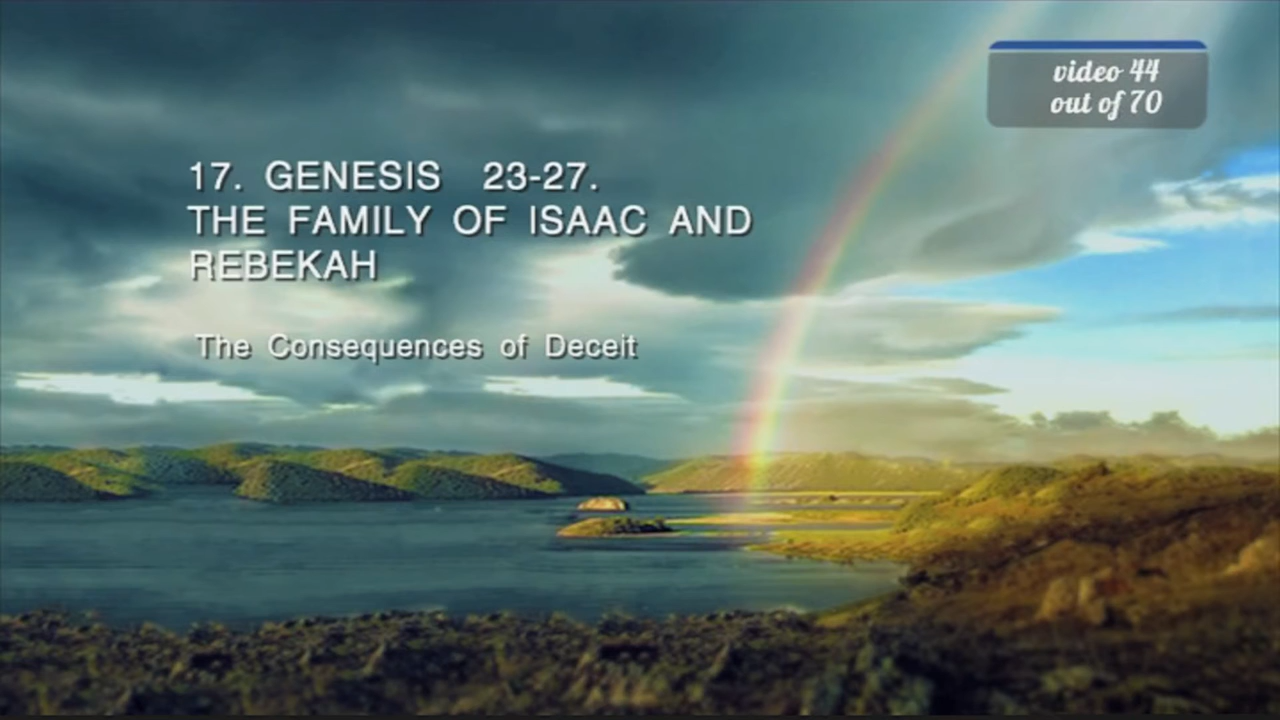 video 44
out of 70
17. GENESIS 23-27.
THE FAMILY OF ISAAC AND
REBEKAH
The Consequences of Deceit